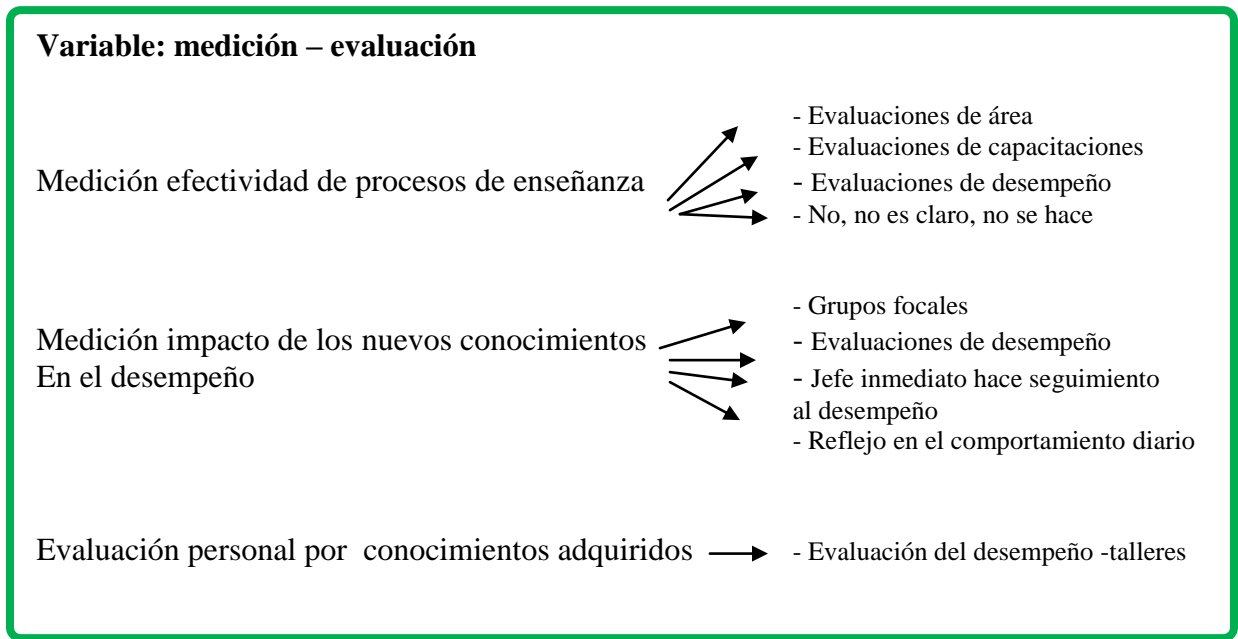 Variable: medición – evaluación
Medición efectividad de procesos de enseñanza
- Evaluaciones de área
- Evaluaciones de capacitaciones
- Evaluaciones de desempeño
- No, no es claro, no se hace
Medición impacto de los nuevos conocimientos
En el desempeño
- Grupos focales
- Evaluaciones de desempeño
- Jefe inmediato hace seguimiento
al desempeño
- Reflejo en el comportamiento diario
Evaluación personal por  conocimientos adquiridos
- Evaluación del desempeño -talleres